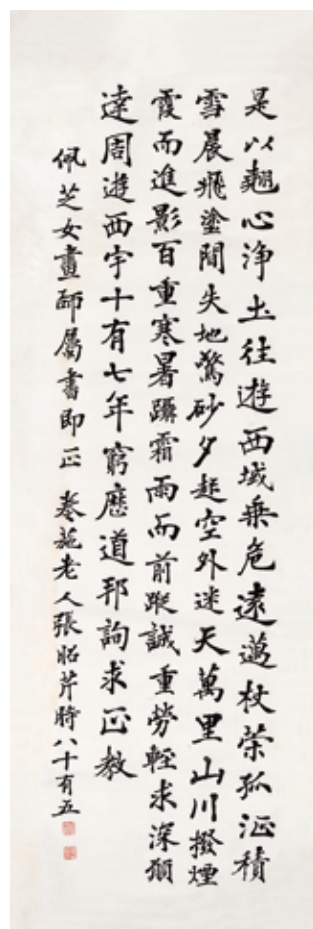 是以翹心淨土往遊西域乘危遠邁杖策孤征積
雪晨飛塗間失地驚砂夕起空外迷天萬里山川撥煙
霞而進影百重寒暑躡霜雨而前蹤誠重勞輕求深願
達周遊西宇十有七年窮歷道邦詢求正教
佩芝女畫師屬書即正 卷葹老人張昭芹時八十有五